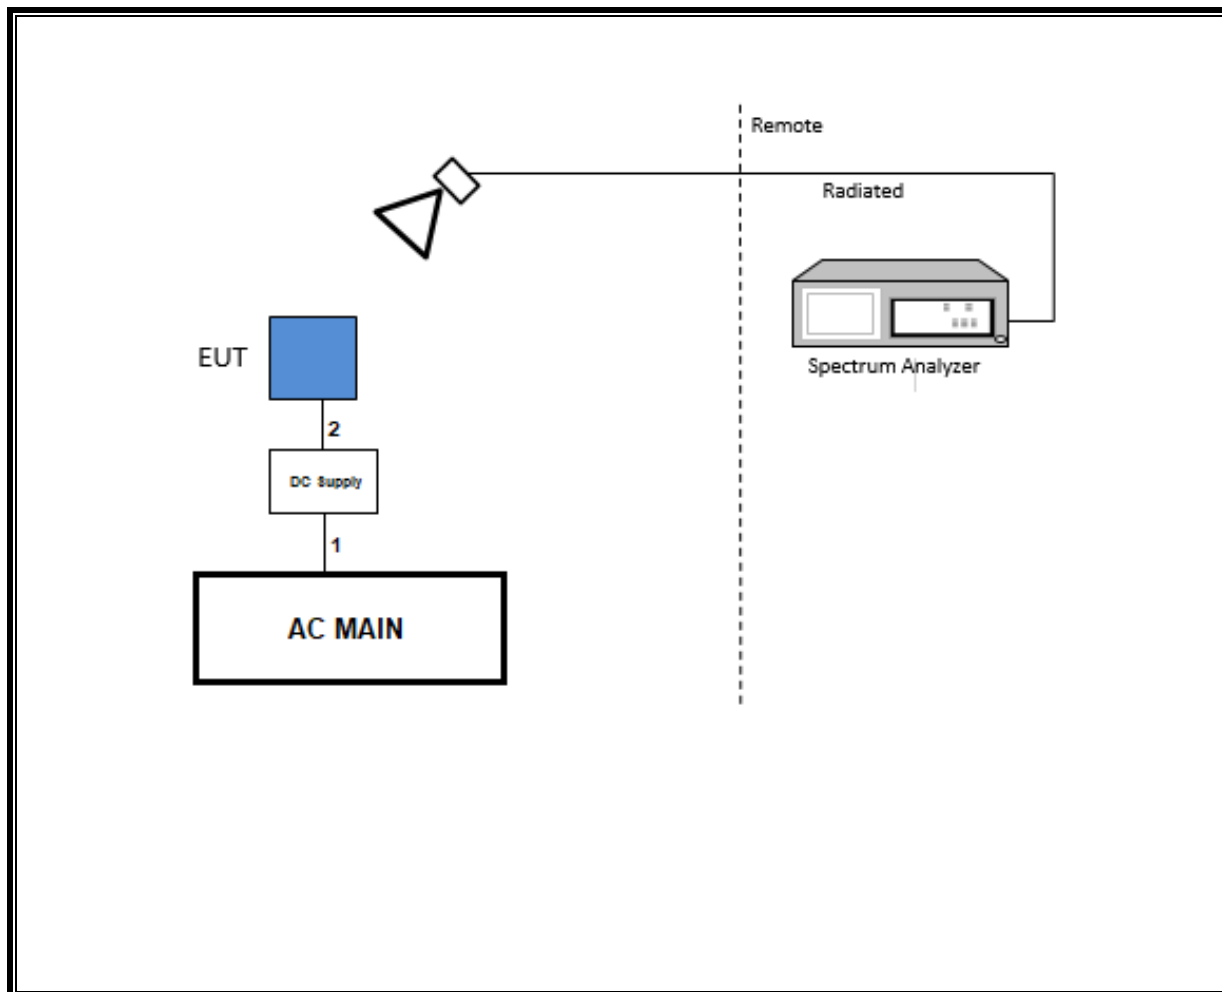 Remote
Radiated
EUT
Spectrum Analyzer
2
DC Supply
1
AC MAIN